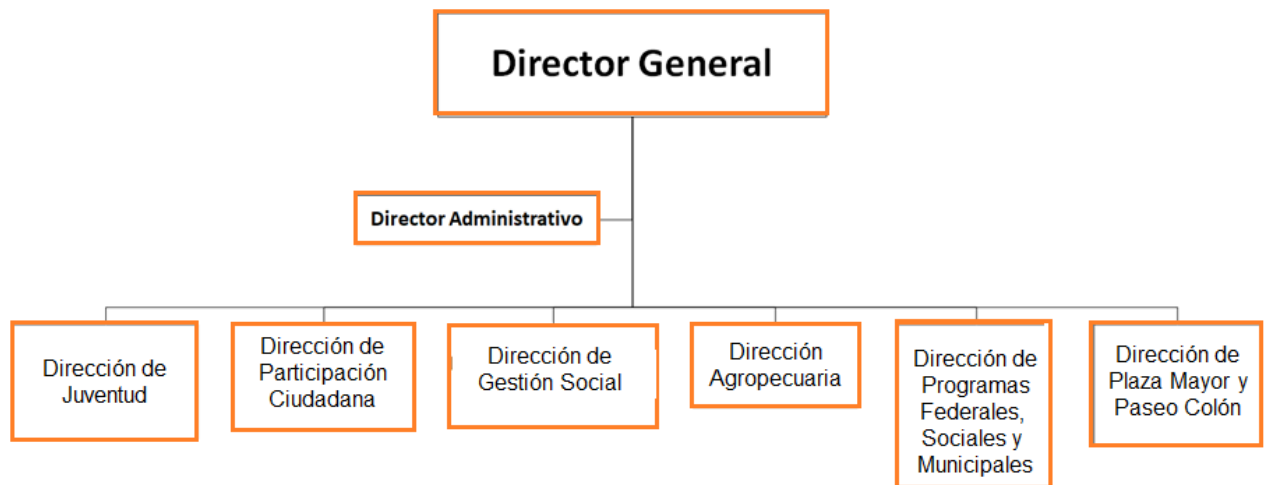 Director General
Director Administrativo
Dirección de
Juventud
Dirección de
Participación
Ciudadana
Dirección de
Gestión Social
Dirección
Agropecuaria
Dirección de
Programas
Federales,
Sociales y
Municipales
Dirección de
Plaza Mayor y
Paseo Colón